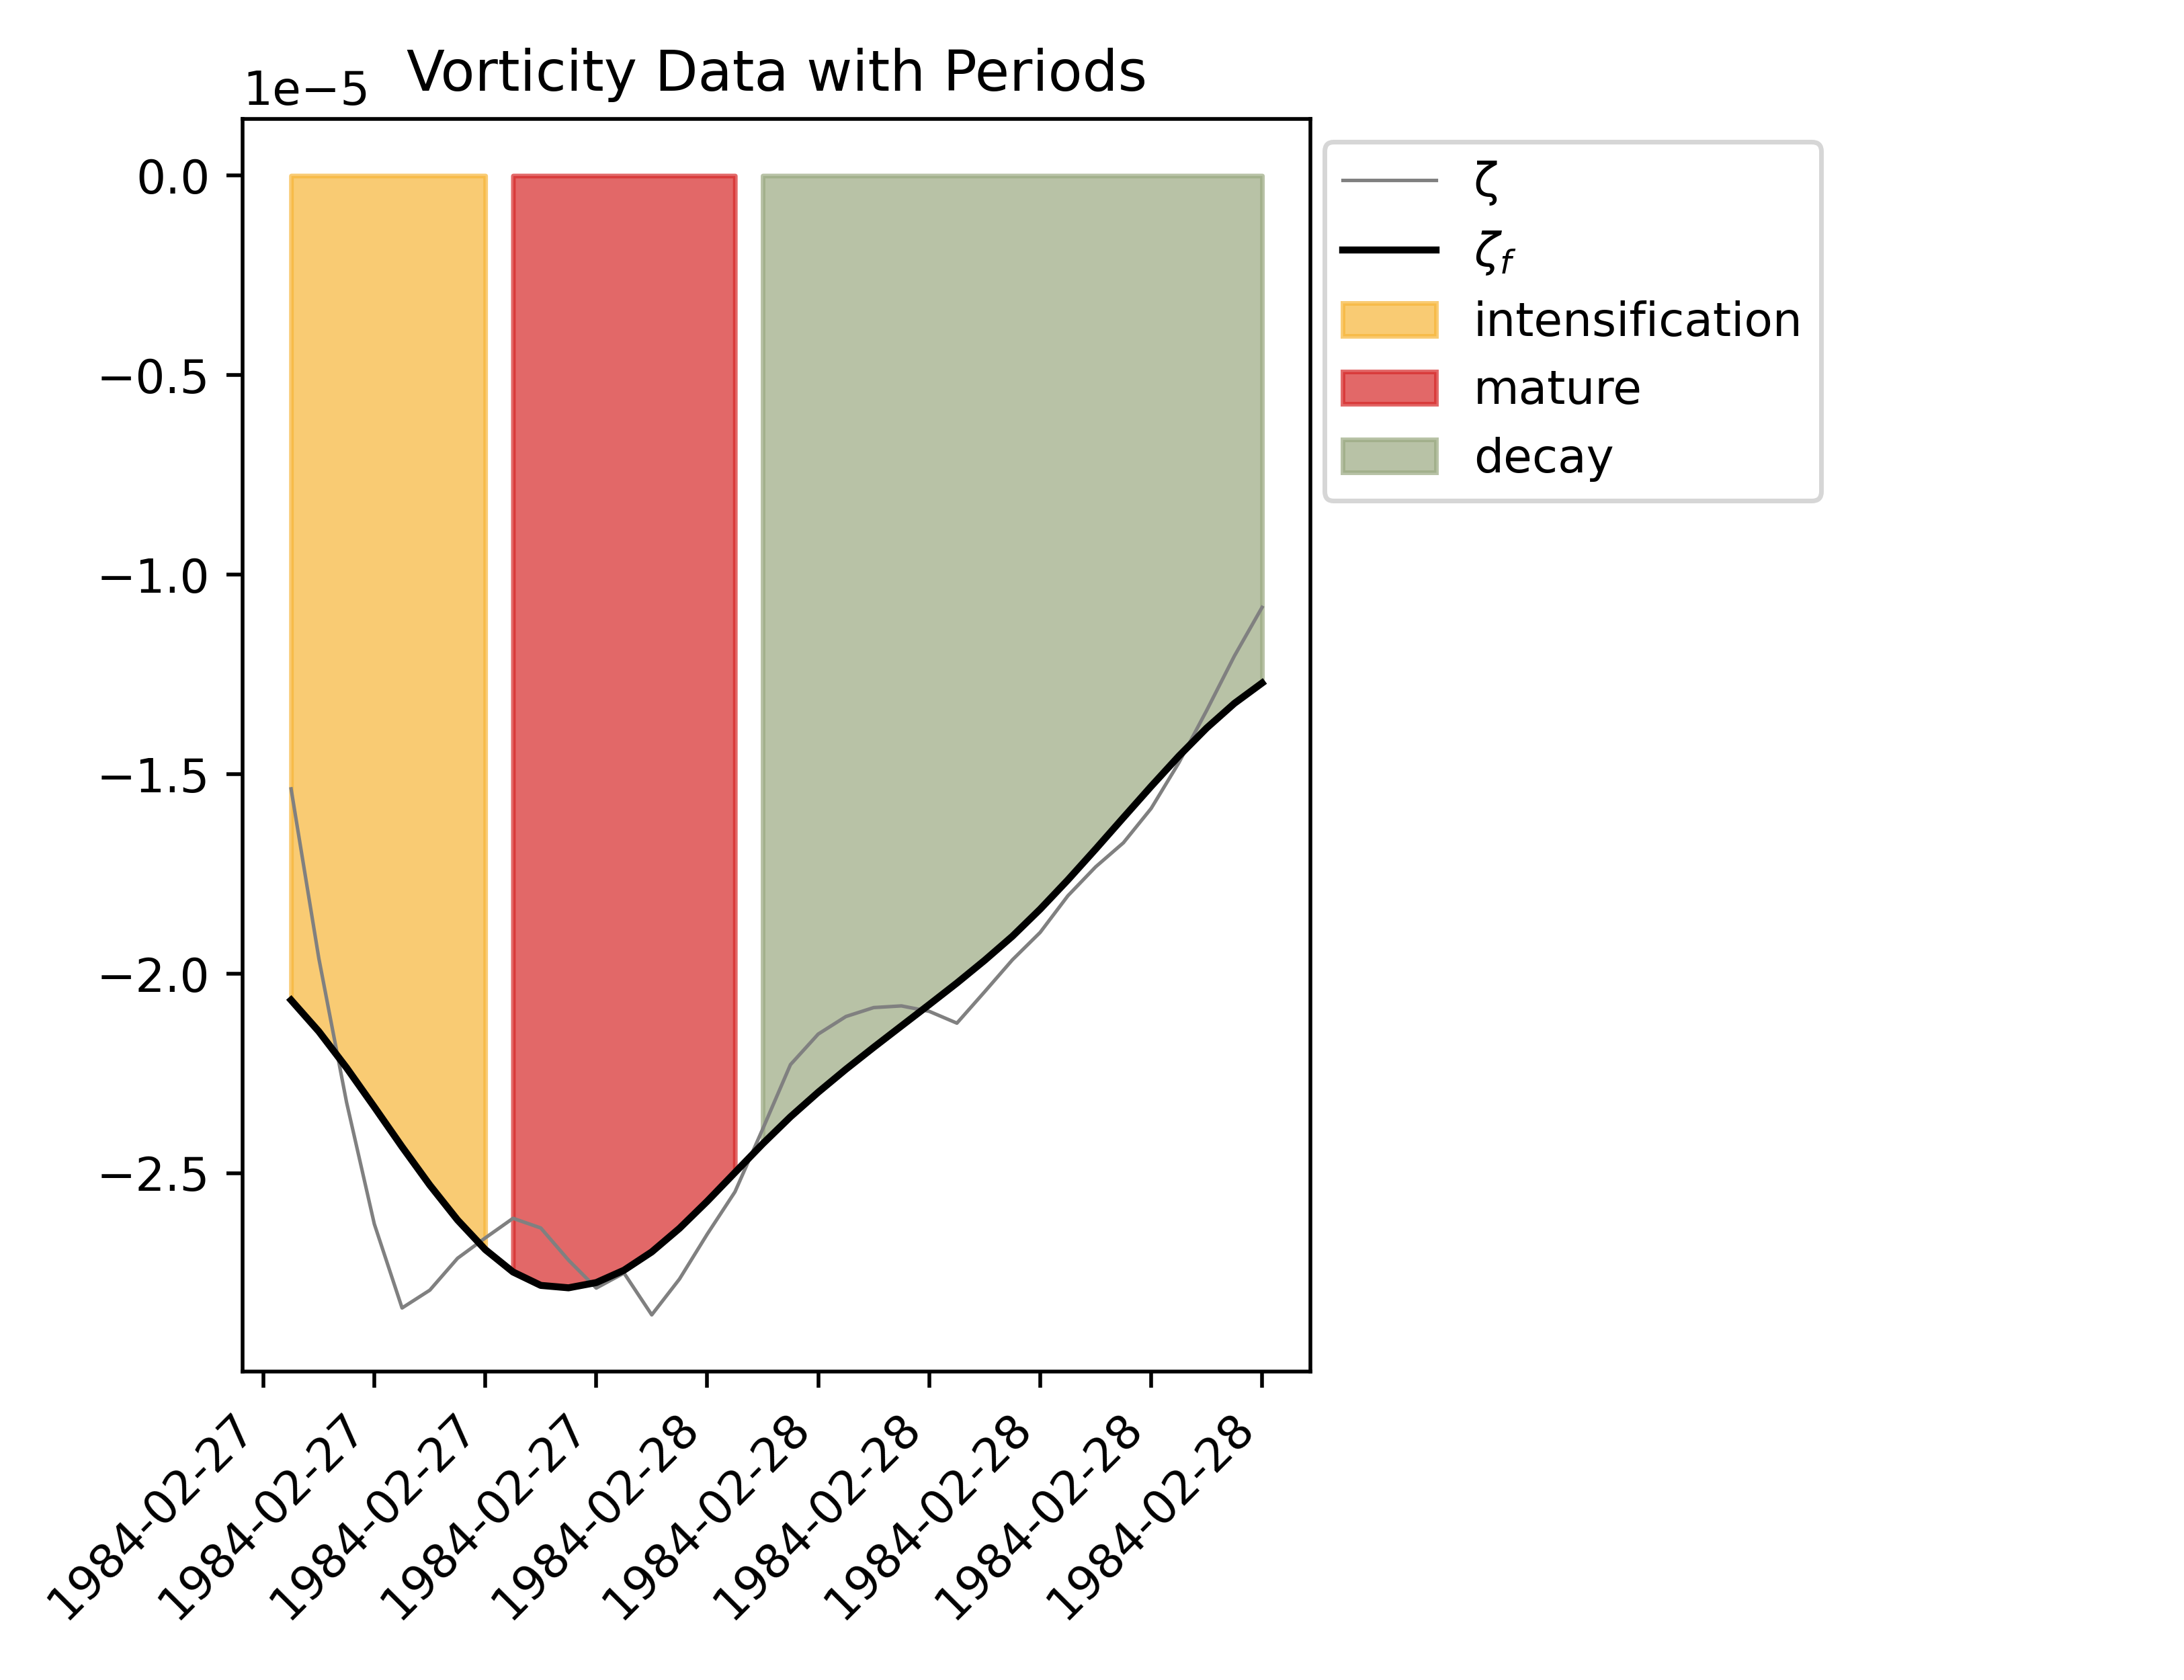 Vorticity Data with Periods
1e−5
0.0
−0.5
−1.0
−1.5
−2.0
−2.5
1984-02-27
1984-02-27
1984-02-27
1984-02-27
1984-02-28
1984-02-28
1984-02-28
1984-02-28
1984-02-28
1984-02-28
ζ
ζf
intensification
mature
decay